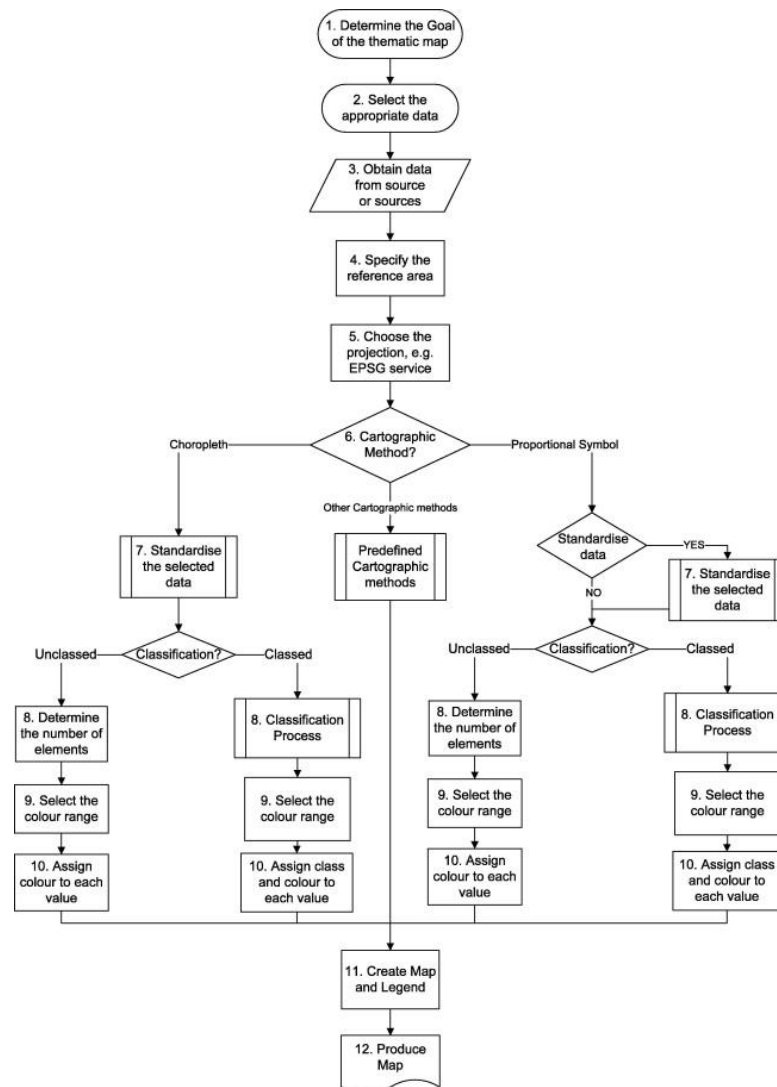 1. Determine the Goal
of the thematic map
2. Select the
appropriate data
3. Obtain data
from source
or sources
4. Specify the
reference area
5. Choose the
projection, e.g.
EPSG service
6. Cartographic
Method?
Choropleth
Proportional Symbol
Other Cartographic methods
7. Standardise
the selected
data
Predefined
Cartographic
methods
Standardise
data
YES
NO
7. Standardise
the selected
data
Classification?
Unclassed
Classed
Classification?
Unclassed
Classed
8. Determine
the number of
elements
8. Classification
Process
8. Determine
the number of
elements
8. Classification
Process
9. Select the
colour range
9. Select the
colour range
9. Select the
colour range
9. Select the
colour range
10. Assign
colour to each
value
10. Assign class
and colour to
each value
10. Assign
colour to each
value
10. Assign class
and colour to
each value
11. Create Map
and Legend
12. Produce
Map